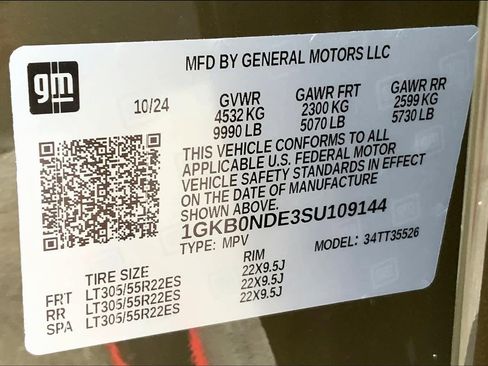 gm
MFD BY GENERAL MOTORS LLC
10/24
GVWR GAWR FRT GAWR RR
4532 KG 2300 KG 2599 KG
9990 LB 5070 LB 5730 LB
THIS VEHICLE CONFORMS TO ALL
APPLICABLE U.S. FEDERAL MOTOR
VEHICLE SAFETY STANDARDS IN EFFECT
ON THE DATE OF MANUFACTURE
SHOWN ABOVE.
1GKB0NDE3SU109144
TYPE: MPV MODEL: 34TT35526
TIRE SIZE RIM
FRT LT305/55R22ES 22X9.5J
RR LT305/55R22ES 22X9.5J
SPA LT305/55R22ES 22X9.5J